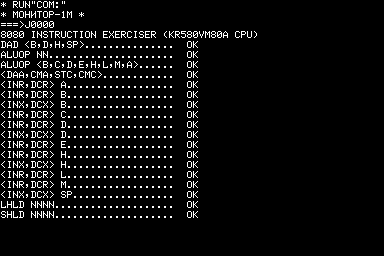 * RUN"COM:"
* МОНИТОР-1М *
===>J0000
8080 INSTRUCTION EXERCISER (KR580VM80A CPU)
DAD <B,D,H,SP>................ OK
ALUOP NN...................... OK
ALUOP <B,C,D,E,H,L,M,A>....... OK
<DAA,CMA,STC,CMC>............. OK
<INR,DCR> A................... OK
<INR,DCR> B................... OK
<INX,DCX> B................... OK
<INR,DCR> C................... OK
<INR,DCR> D................... OK
<INX,DCX> D................... OK
<INR,DCR> E................... OK
<INR,DCR> H................... OK
<INX,DCX> H................... OK
<INR,DCR> L................... OK
<INR,DCR> M................... OK
<INX,DCX> SP.................. OK
LHLD NNNN..................... OK
SHLD NNNN..................... OK